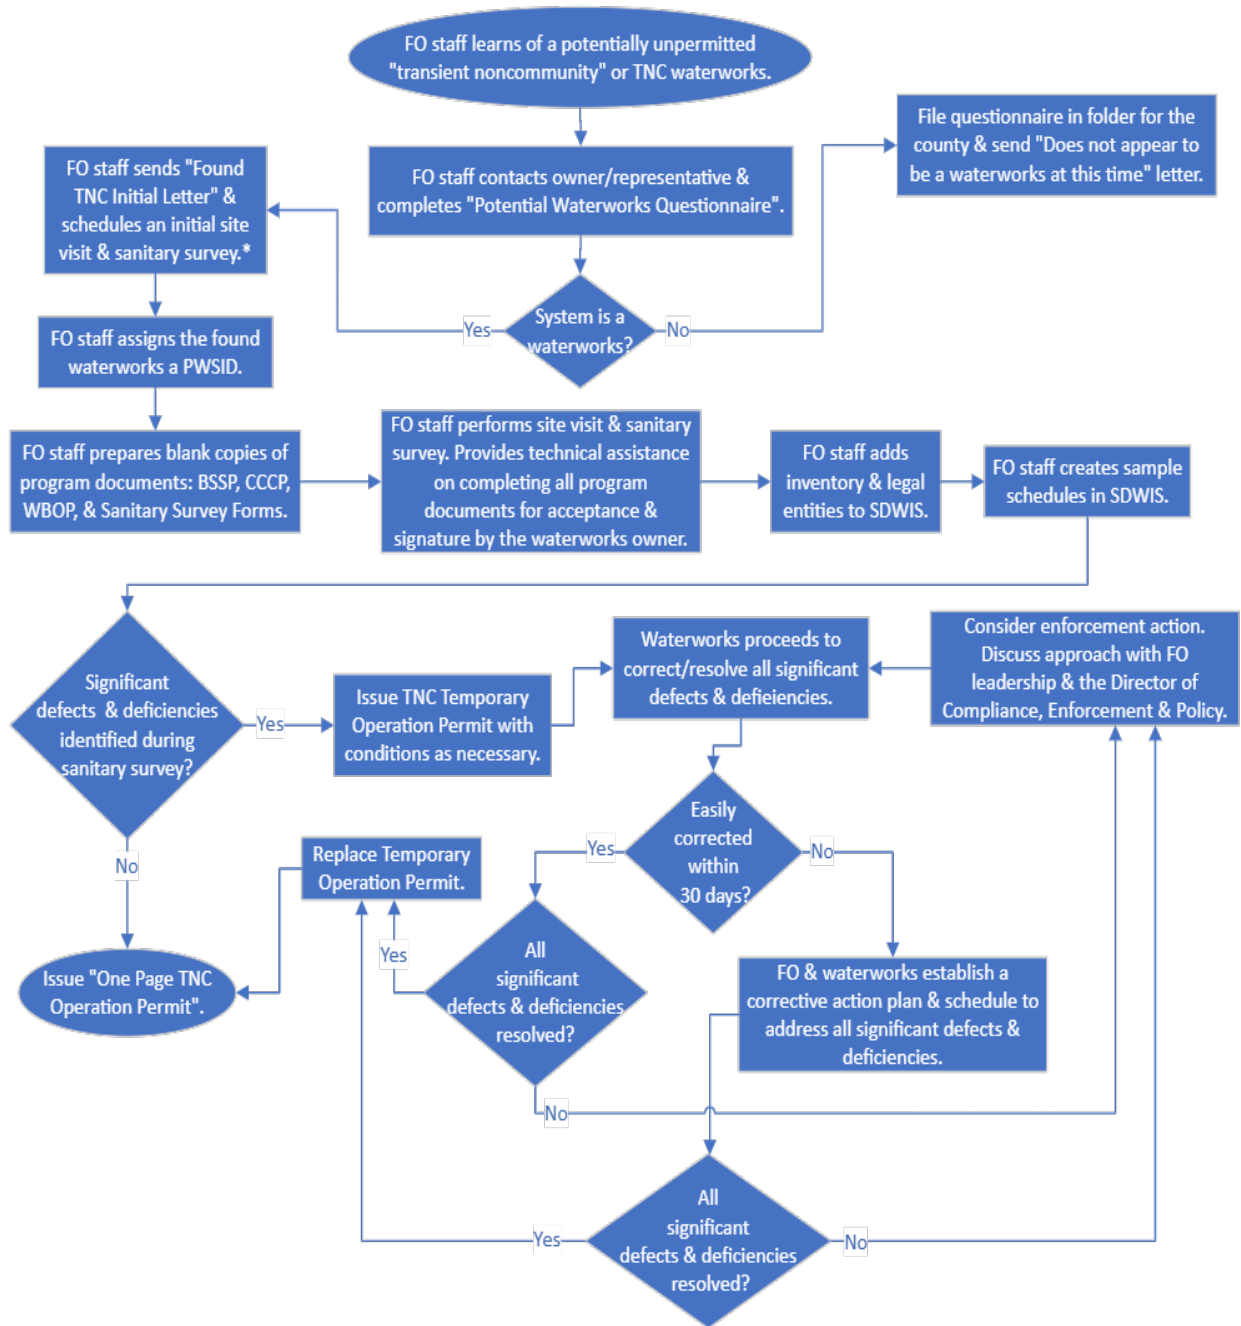 FO staff learns of a potentially unpermitted
"transient noncommunity" or TNC waterworks.
File questionnaire in folder for the
county & send "Does not appear to
be a waterworks at this time" letter.
FO staff contacts owner/representative &
completes "Potential Waterworks Questionnaire".
FO staff sends "Found
TNC Initial Letter" &
schedules an initial site
visit & sanitary survey.*
System is a
waterworks?
Yes
No
FO staff assigns the found
waterworks a PWSID.
FO staff prepares blank copies of
program documents: BSSP, CCCP,
WBOP, & Sanitary Survey Forms.
FO staff performs site visit & sanitary
survey. Provides technical assistance
on completing all program
documents for acceptance &
signature by the waterworks owner.
FO staff adds
inventory & legal
entities to SDWIS.
FO staff creates sample
schedules in SDWIS.
Significant
defects & deficiencies
identified during
sanitary survey?
Yes
No
Issue TNC Temporary
Operation Permit with
conditions as necessary.
Waterworks proceeds to
correct/resolve all significant
defects & defieiencies.
Consider enforcement action.
Discuss approach with FO
leadership & the Director of
Compliance, Enforcement & Policy.
Easily
corrected
within
30 days?
Yes
No
Replace Temporary
Operation Permit.
Issue "One Page TNC
Operation Permit".
All
significant
defects & deficiencies
resolved?
Yes
No
FO & waterworks establish a
corrective action plan & schedule to
address all significant defects &
deficiencies.
All
significant
defects & deficiencies
resolved?
Yes
No